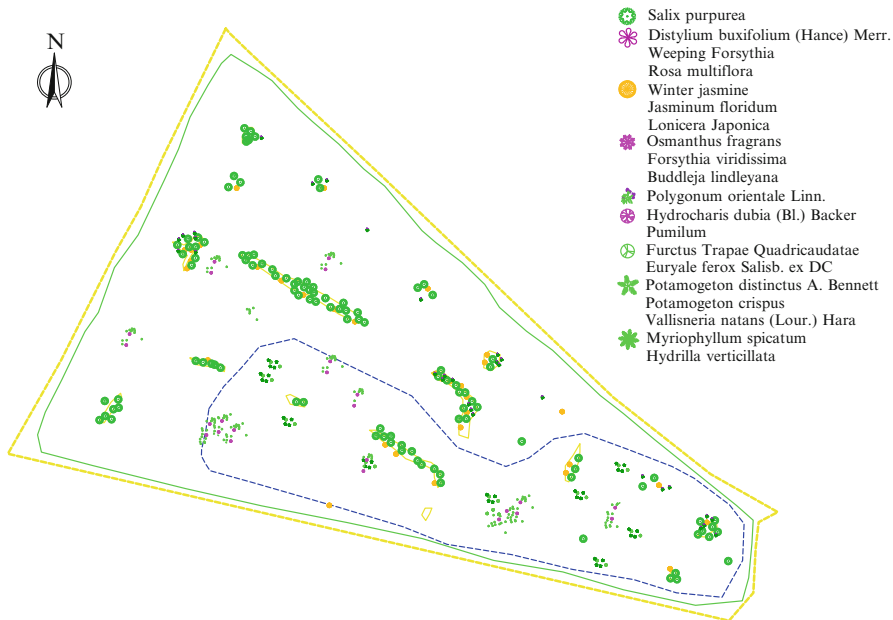 N
Salix purpurea
Distylium buxifolium (Hance) Merr.
Weeping Forsythia
Rosa multiflora
Winter jasmine
Jasminum floridum
Lonicera Japonica
Osmanthus fragrans
Forsythia viridissima
Buddleja lindleyana
Polygonum orientale Linn.
Hydrocharis dubia (Bl.) Backer
Pumilum
Furctus Trapae Quadricaudatae
Euryale ferox Salisb. ex DC
Potamogeton distinctus A. Bennett
Potamogeton crispus
Vallisneria natans (Lour.) Hara
Myriophyllum spicatum
Hydrilla verticillata